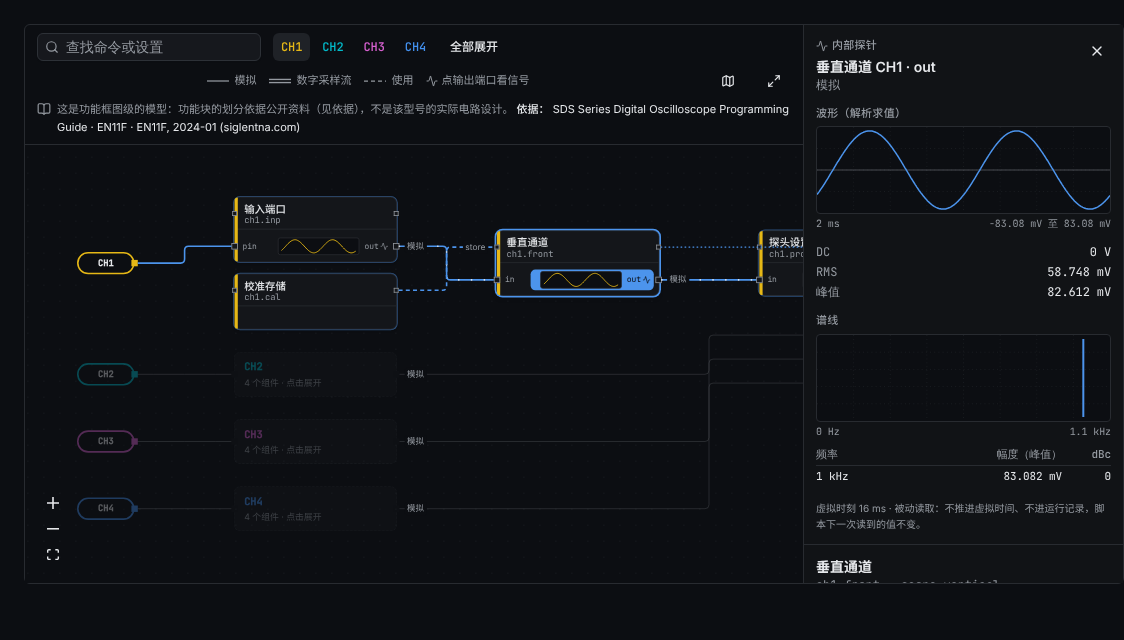 查找命令或设置
CH1 CH2 CH3 CH4 全部展开
模拟 数字采样流 使用 点输出端口看信号
这是功能框图级的模型：功能块的划分依据公开资料（见依据），不是该型号的实际电路设计。 依据： SDS Series Digital Oscilloscope Programming
Guide · EN11F · EN11F, 2024-01 (siglentna.com)
CH1
输入端口
ch1.inp
pin
out
模拟
校准存储
ch1.cal
store
垂直通道
ch1.front
in
out
模拟
探头设
ch1.pro
in
CH2
CH2
4 个组件 · 点击展开
模拟
CH3
CH3
4 个组件 · 点击展开
模拟
CH4
CH4
4 个组件 · 点击展开
模拟
内部探针
垂直通道 CH1 · out
模拟
波形（解析求值）
2 ms -83.08 mV 至 83.08 mV
DC 0 V
RMS 58.748 mV
峰值 82.612 mV
谱线
0 Hz 1.1 kHz
频率 幅度（峰值） dBc
1 kHz 83.082 mV 0
虚拟时刻 16 ms · 被动读取：不推进虚拟时间、不进运行记录，脚
本下一次读到的值不变。
垂直通道